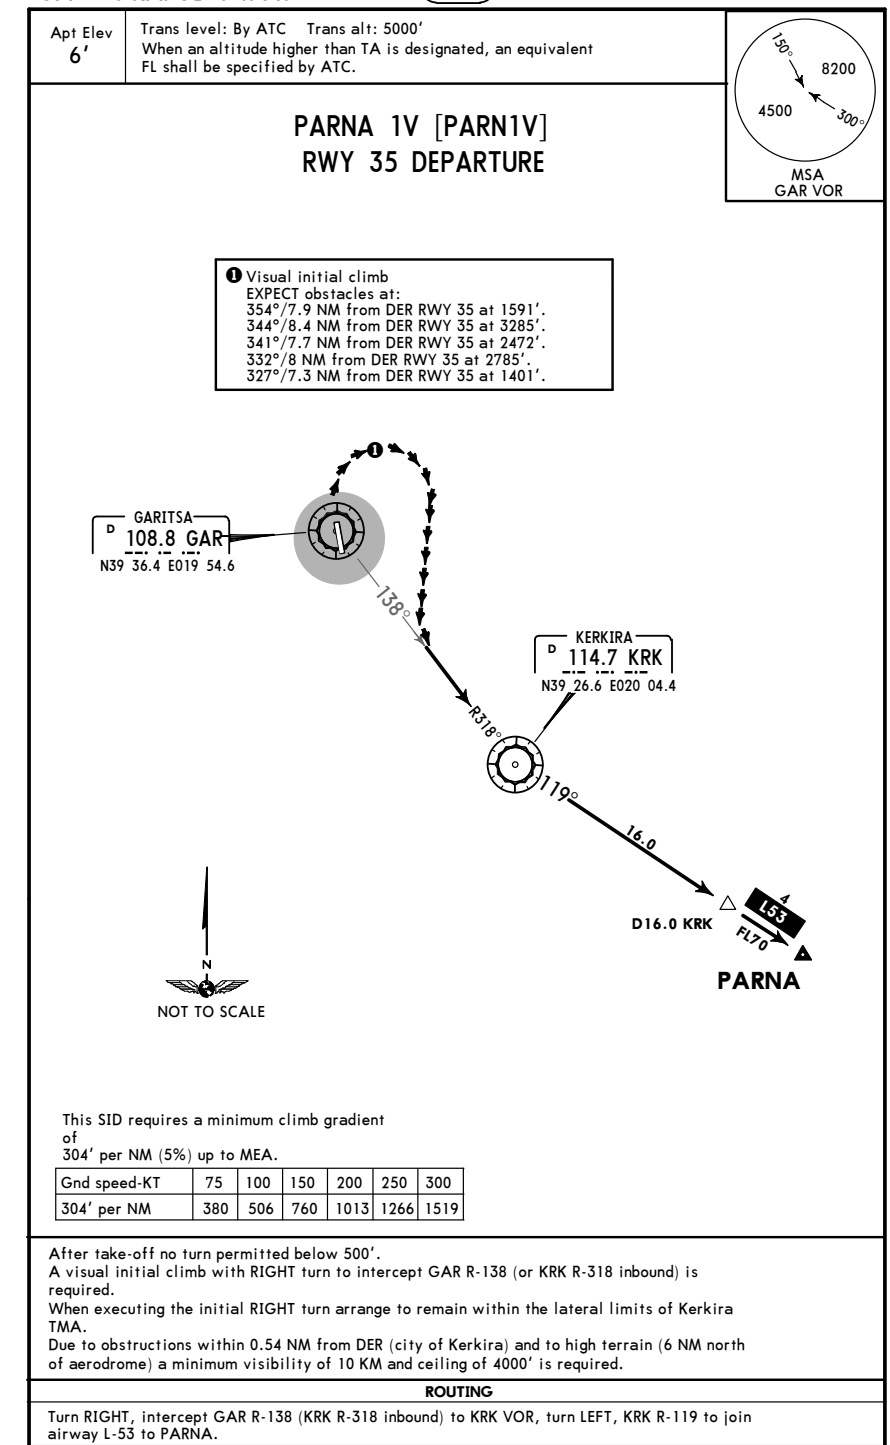 Apt Elev
6'
Trans level: By ATC Trans alt: 5000'
When an altitude higher than TA is designated, an equivalent
FL shall be specified by ATC.
150°
8200
4500
300°
MSA
GAR VOR
PARNA 1V [PARN1V]
RWY 35 DEPARTURE
1 Visual initial climb
EXPECT obstacles at:
354°/7.9 NM from DER RWY 35 at 1591'.
344°/8.4 NM from DER RWY 35 at 3285'.
341°/7.7 NM from DER RWY 35 at 2472'.
332°/8 NM from DER RWY 35 at 2785'.
327°/7.3 NM from DER RWY 35 at 1401'.
1
GARITSA
D 108.8 GAR
N39 36.4 E019 54.6
138°
KERKIRA
D 114.7 KRK
N39 26.6 E020 04.4
R318°
119°
16.0
4
L53
D16.0 KRK
FL70
PARNA
N
NOT TO SCALE
This SID requires a minimum climb gradient
of
304' per NM (5%) up to MEA.
Gnd speed-KT 75 100 150 200 250 300
304' per NM 380 506 760 1013 1266 1519
After take-off no turn permitted below 500'.
A visual initial climb with RIGHT turn to intercept GAR R-138 (or KRK R-318 inbound) is
required.
When executing the initial RIGHT turn arrange to remain within the lateral limits of Kerkira
TMA.
Due to obstructions within 0.54 NM from DER (city of Kerkira) and to high terrain (6 NM north
of aerodrome) a minimum visibility of 10 KM and ceiling of 4000' is required.
ROUTING
Turn RIGHT, intercept GAR R-138 (KRK R-318 inbound) to KRK VOR, turn LEFT, KRK R-119 to join
airway L-53 to PARNA.